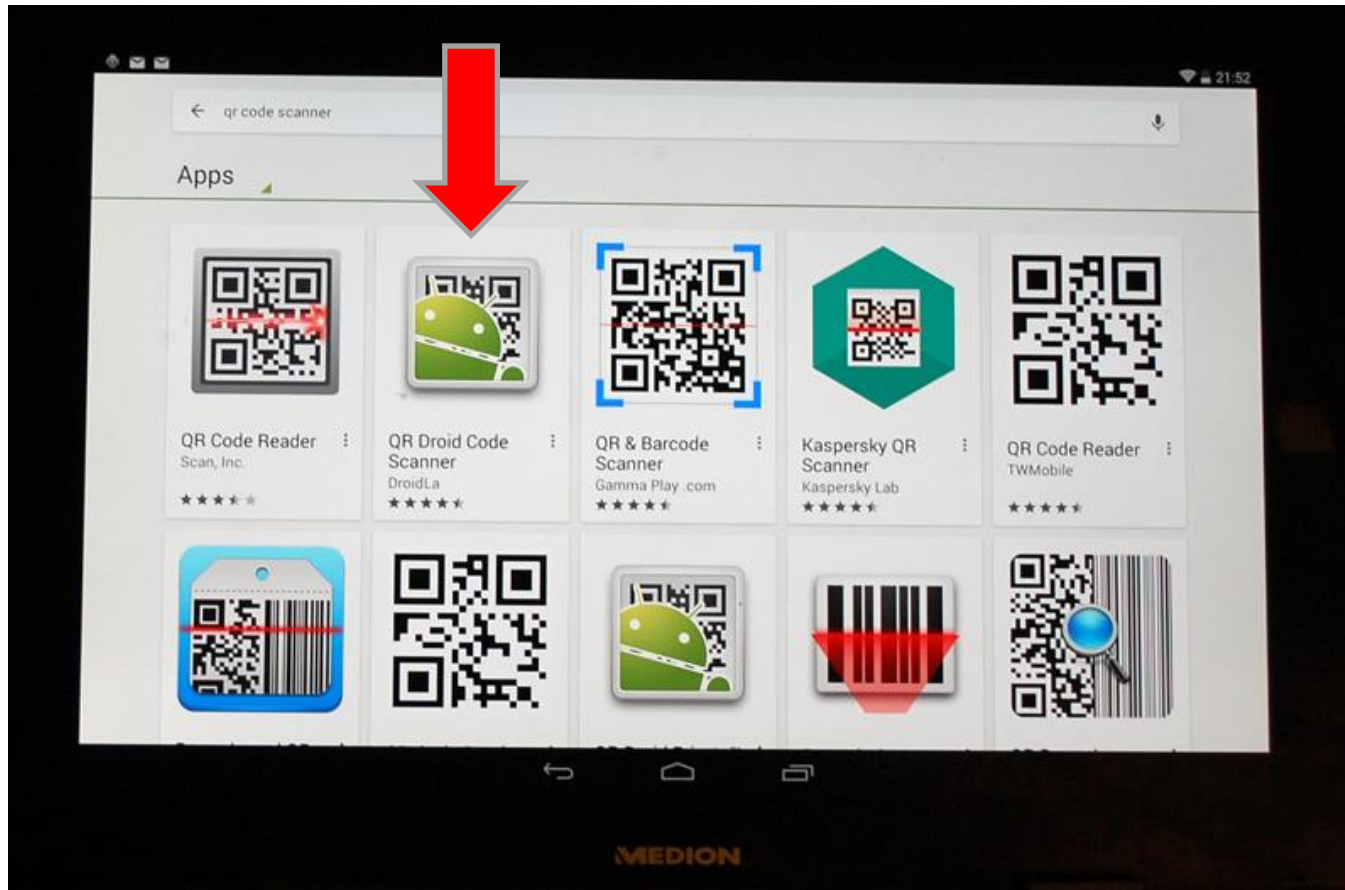 21:52
qr code scanner
Apps
QR Code Reader
Scan, Inc.
QR Droid Code
Scanner
DroidLa
QR & Barcode
Scanner
Gamma Play .com
Kaspersky QR
Scanner
Kaspersky Lab
QR Code Reader
TWMobile
MEDION